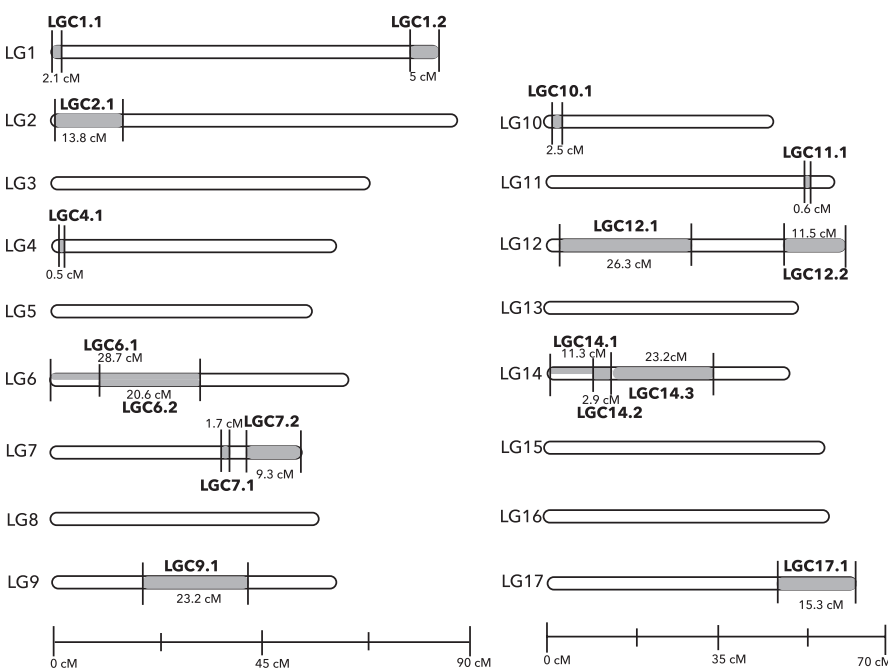 LGC1.1 LGC1.2
LG1
2.1 cM 5 cM
LGC2.1
LG2
13.8 cM
LG3
LGC4.1
LG4
0.5 cM
LG5
LGC6.1
28.7 cM
LG6
20.6 cM
LGC6.2
1.7 cM LGC7.2
LG7
9.3 cM
LGC7.1
LG8
LGC9.1
LG9
23.2 cM
0 cM 45 cM 90 cM
LGC10.1
LG10
2.5 cM
LGC11.1
LG11
0.6 cM
LGC12.1 11.5 cM
LG12
26.3 cM
LGC12.2
LG13
LGC14.1
11.3 cM 23.2cM
LG14
2.9 cM LGC14.3
LGC14.2
LG15
LG16
LGC17.1
LG17
15.3 cM
0 cM 35 cM 70 cM